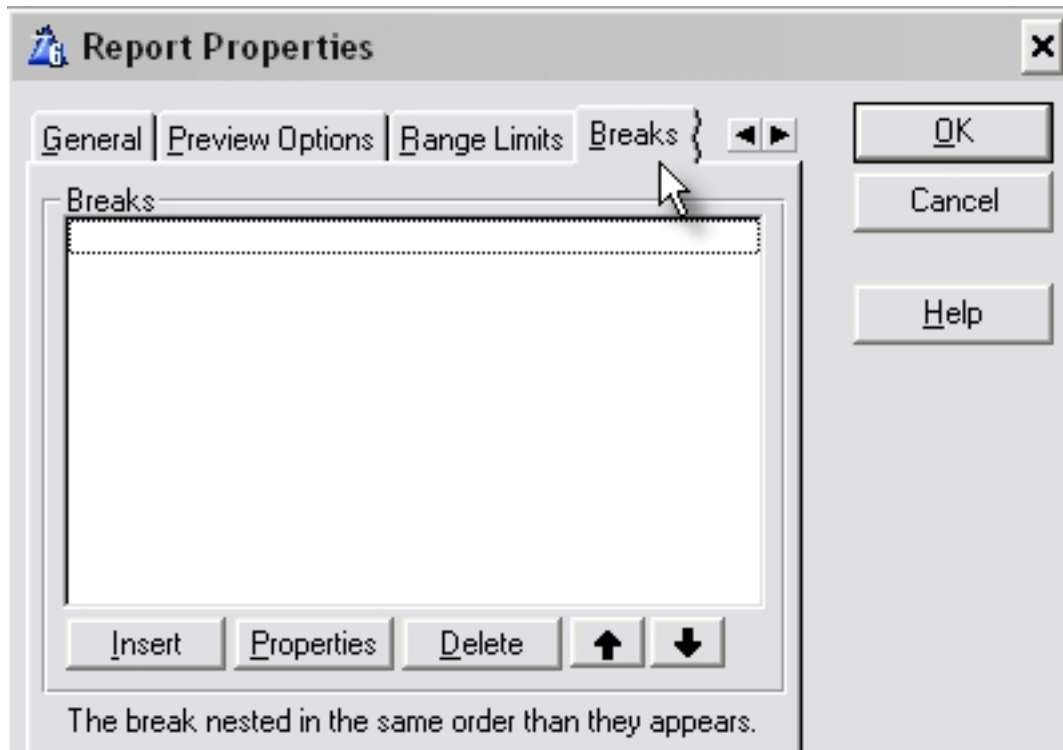 Report Properties
General Preview Options Range Limits Breaks
OK
Cancel
Help
Breaks
Insert Properties Delete
The break nested in the same order than they appears.